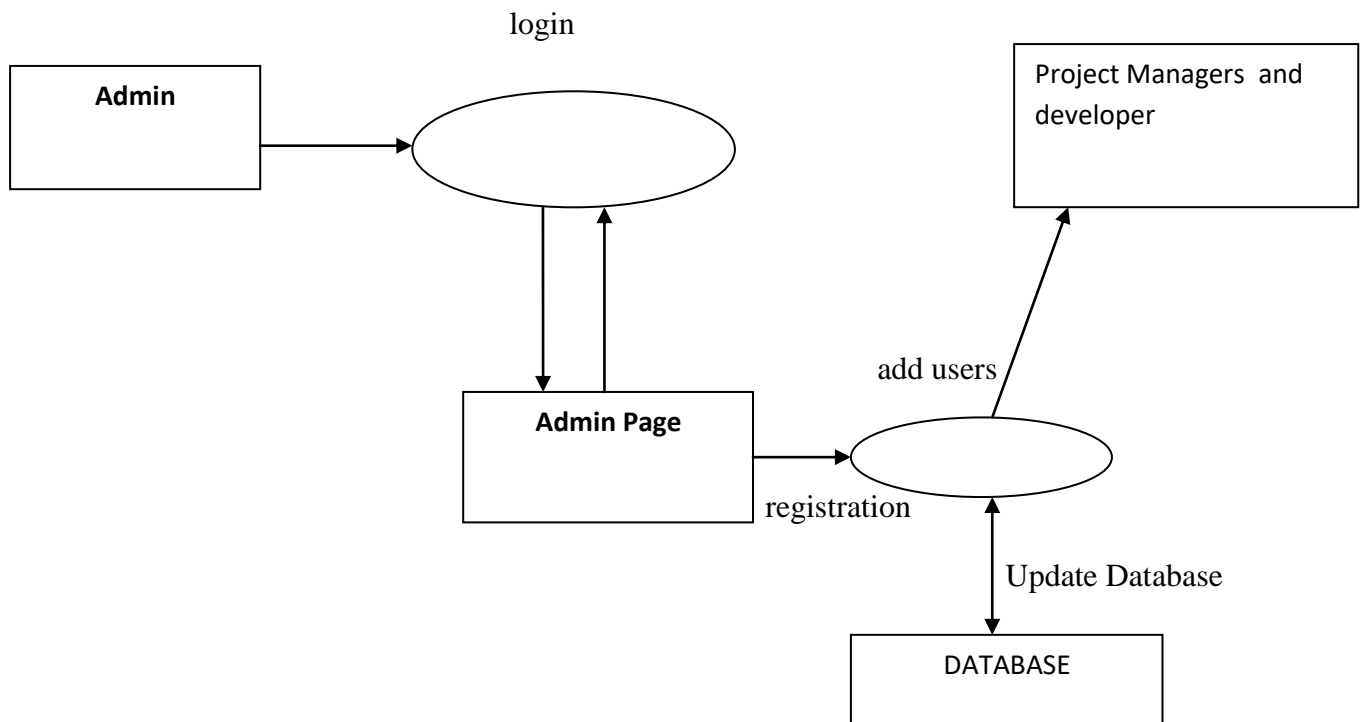 login
Admin
Project Managers  and
developer
add users
Admin Page
registration
Update Database
DATABASE